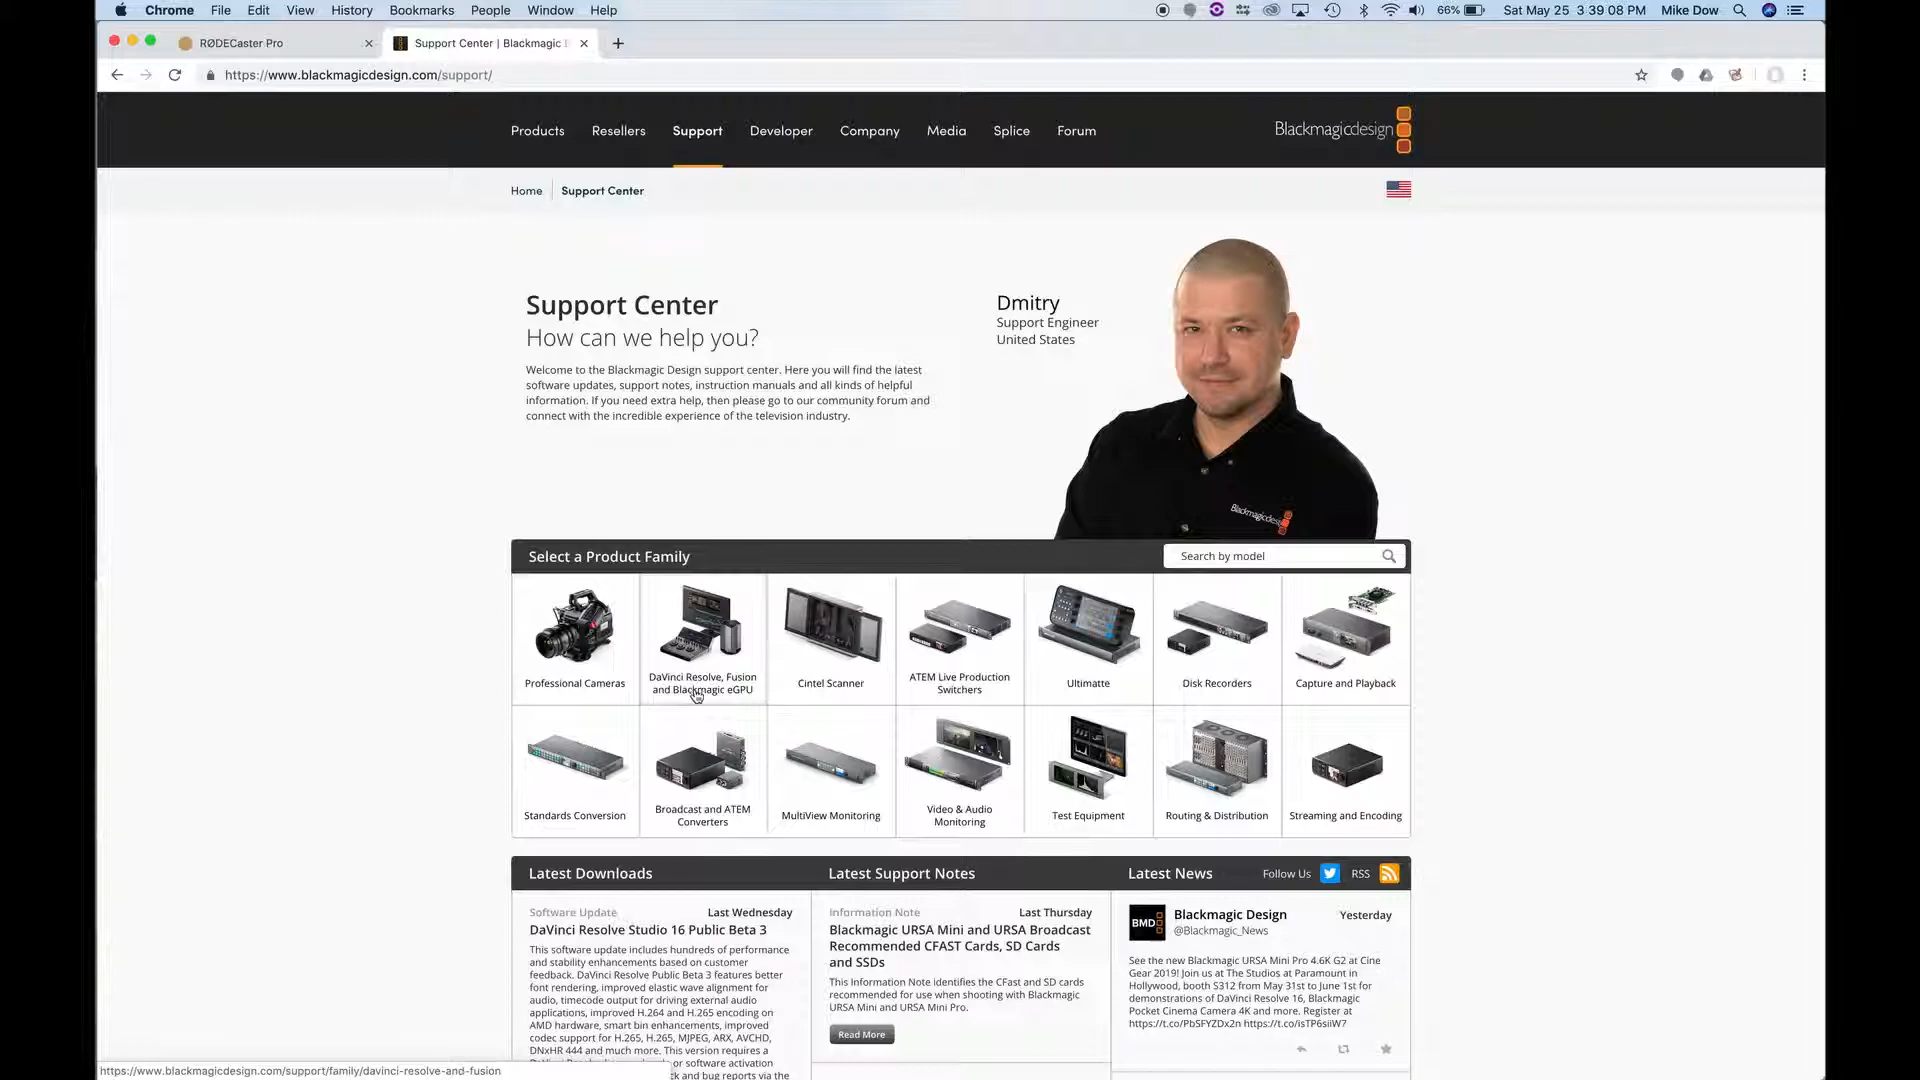 Chrome File Edit View History Bookmarks People Window Help 66% Sat May 25 3 39 08 PM Mike Dow
RØDECaster Pro Support Center | Blackmagic
https://www.blackmagicdesign.com/support/
Products Resellers Support Developer Company Media Splice Forum Blackmagicdesign
Home Support Center
Support Center
How can we help you?
Welcome to the Blackmagic Design support center. Here you will find the latest
software updates, support notes, instruction manuals and all kinds of helpful
information. If you need extra help, then please go to our community forum and
connect with the incredible experience of the television industry.
Dmitry
Support Engineer
United States
Blackmagicdesign
Select a Product Family Search by model
Professional Cameras
DaVinci Resolve, Fusion
and Blackmagic eGPU
Cintel Scanner
ATEM Live Production
Switchers
Ultimatte
Disk Recorders
Capture and Playback
Standards Conversion
Broadcast and ATEM
Converters
MultiView Monitoring
Video & Audio
Monitoring
Test Equipment
Routing & Distribution
Streaming and Encoding
Latest Downloads
Software Update Last Wednesday
DaVinci Resolve Studio 16 Public Beta 3
This software update includes hundreds of performance
and stability enhancements based on customer
feedback. DaVinci Resolve Public Beta 3 features better
font rendering, improved elastic wave alignment for
audio, timecode output for driving external audio
applications, improved H.264 and H.265 encoding on
AMD hardware, smart bin enhancements, improved
codec support for H.265, H.265, MJPEG, ARX, AVCHD,
DNxHR 444 and much more. This version requires a
or software activation
ck and bug reports via the
Latest Support Notes
Information Note Last Thursday
Blackmagic URSA Mini and URSA Broadcast
Recommended CFAST Cards, SD Cards
and SSDs
This Information Note identifies the CFast and SD cards
recommended for use when shooting with Blackmagic
URSA Mini and URSA Mini Pro.
Read More
Latest News Follow Us RSS
BMD
Blackmagic Design Yesterday
@Blackmagic_News
See the new Blackmagic URSA Mini Pro 4.6K G2 at Cine
Gear 2019! Join us at The Studios at Paramount in
Hollywood, booth S312 from May 31st to June 1st for
demonstrations of DaVinci Resolve 16, Blackmagic
Pocket Cinema Camera 4K and more. Register at
https://t.co/PbSFYZDx2n https://t.co/isTP6siiW7
https://www.blackmagicdesign.com/support/family/davinci-resolve-and-fusion